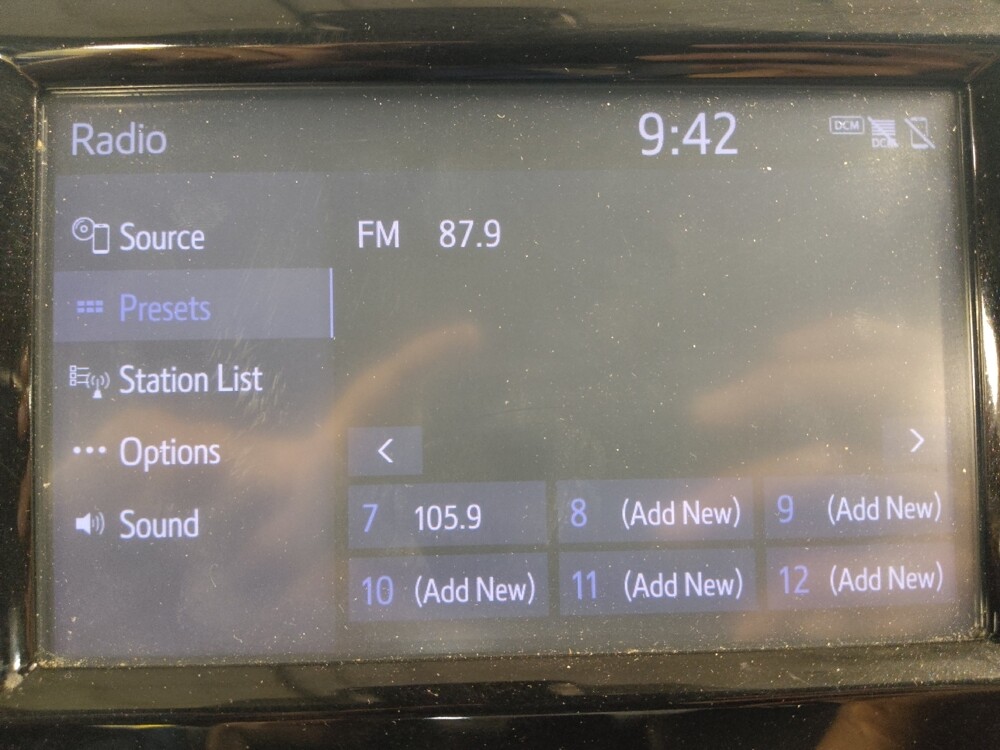 Radio 9:42 DCM DCM
Source FM 87.9
Presets
Station List
Options < >
7 105.9 8 (Add New) 9 (Add New)
Sound
10 (Add New) 11 (Add New) 12 (Add New)